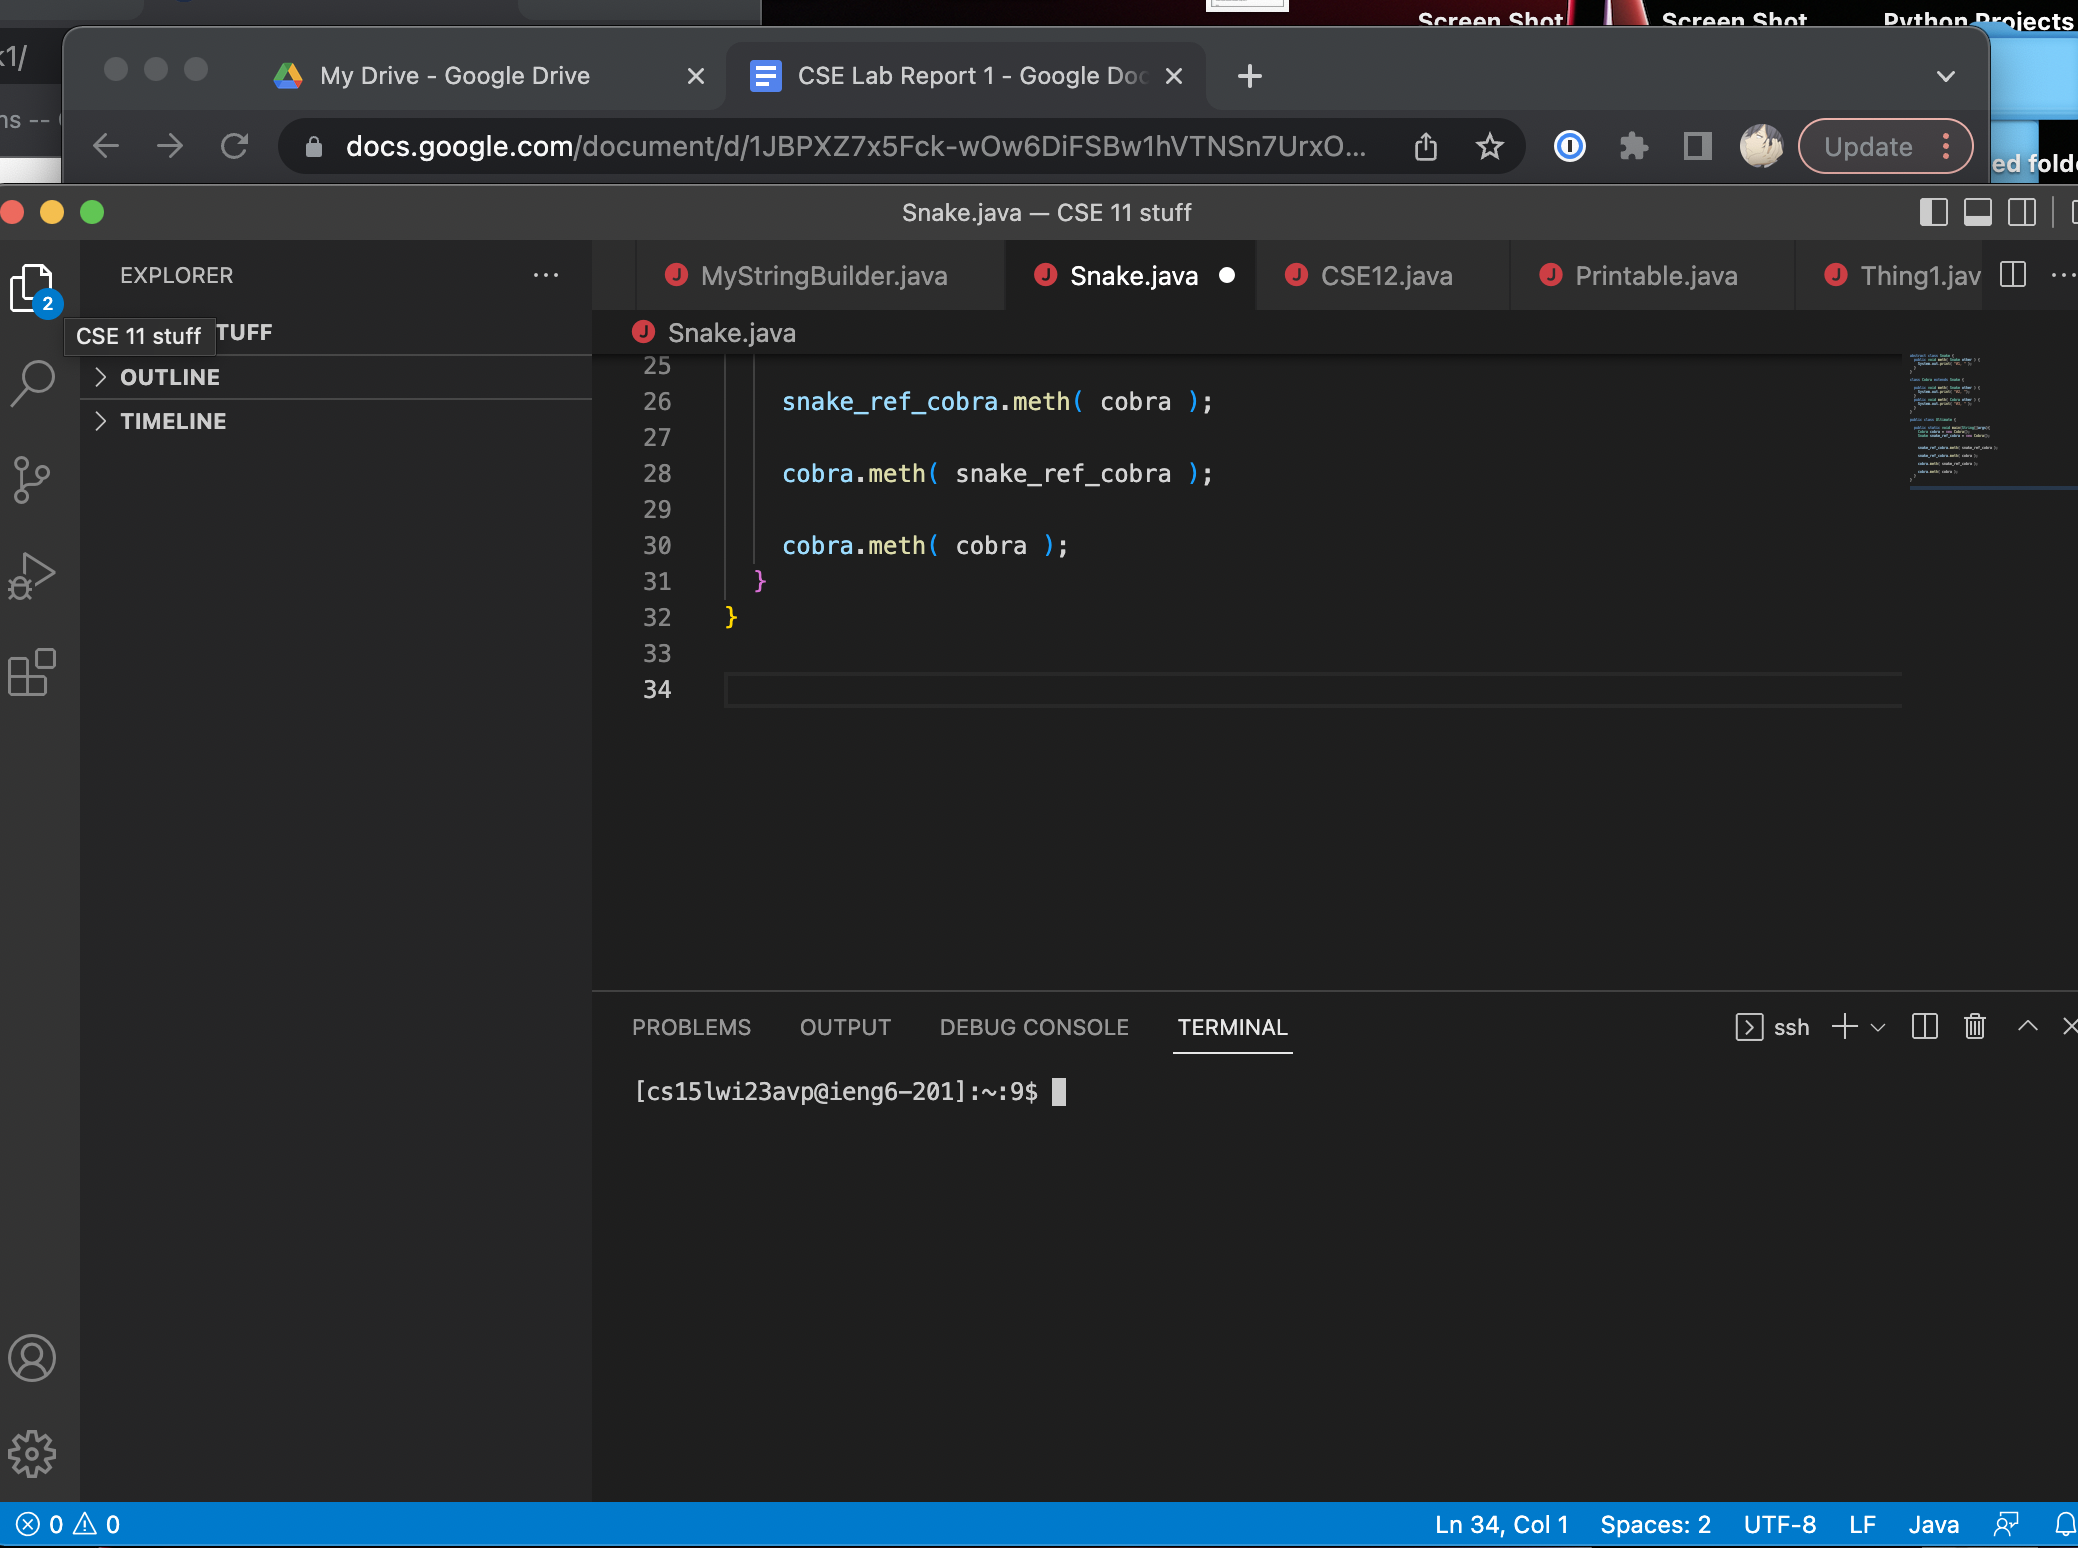 Screen Shot Screen Shot Python Projects
k1/
My Drive - Google Drive CSE Lab Report 1 - Google Doc
ns --
docs.google.com/document/d/1JBPXZ7x5Fck-wOw6DiFSBw1hVTNSn7UrxO... Update
ed folde
Snake.java — CSE 11 stuff
EXPLORER
MyStringBuilder.java Snake.java CSE12.java Printable.java Thing1.jav
2
CSE 11 stuff TUFF
Snake.java
OUTLINE
TIMELINE
25
26 snake_ref_cobra.meth( cobra );
27
28 cobra.meth( snake_ref_cobra );
29
30 cobra.meth( cobra );
31 }
32 }
33
34
PROBLEMS OUTPUT DEBUG CONSOLE TERMINAL ssh
[cs15lwi23avp@ieng6-201]:~:9$
0 0 Ln 34, Col 1 Spaces: 2 UTF-8 LF Java